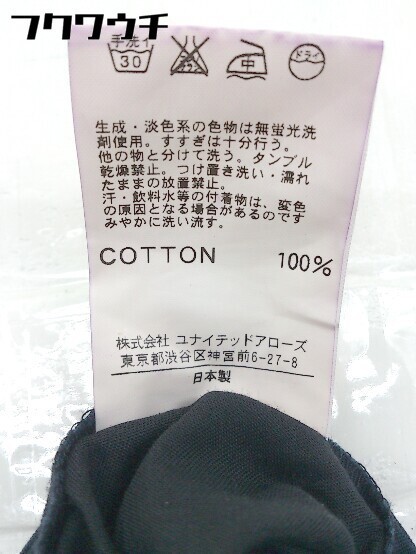 フクワウチ
手洗イ
30
エンソサラシ
中
ドライ
生成・淡色系の色物は無蛍光洗
剤使用。すすぎは十分行う。
他の物と分けて洗う。タンブル
乾燥禁止。つけ置き洗い・濡れ
たままの放置禁止。
汗・飲料水等の付着物は、変色
の原因となる場合があるのです
みやかに洗い流す。
COTTON 100%
株式会社 ユナイテッドアローズ
東京都渋谷区神宮前6-27-8
日本製